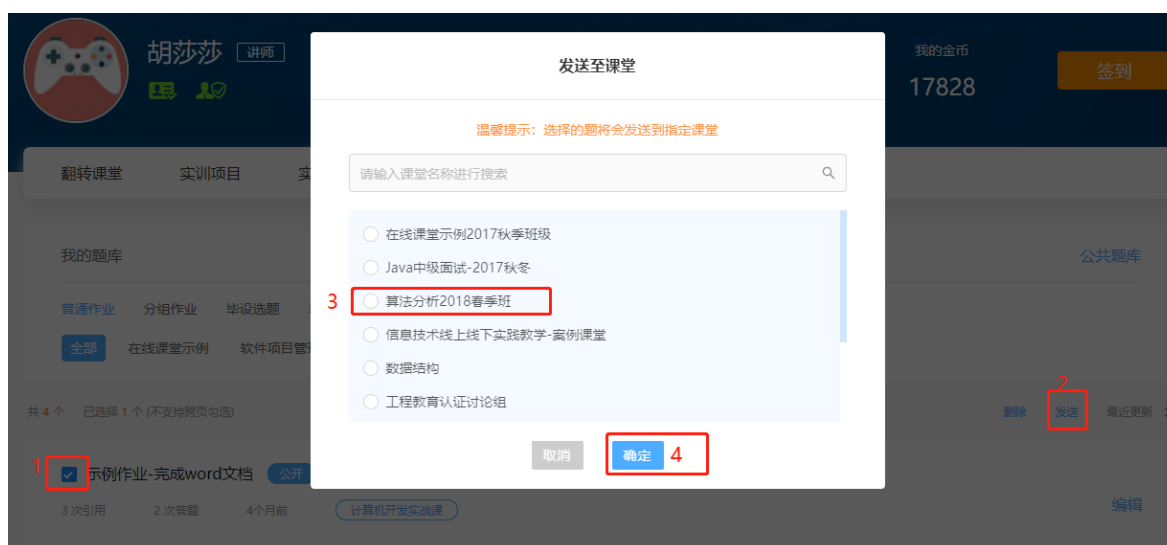 胡莎莎 讲师
我的金币
17828
签到
发送至课堂
温馨提示：选择的题将会发送到指定课堂
请输入课堂名称进行搜索
翻转课堂 实训项目 实
在线课堂示例2017秋季班级
Java中级面试-2017秋冬
3 算法分析2018春季班
信息技术线上线下实践教学-案例课堂
数据结构
工程教育认证讨论组
取消 确定 4
我的题库 公共题库
普通作业 分组作业 毕设选题
全部 在线课堂示例 软件项目管
共 4 个 已选择 1 个 (不支持跨页勾选)
2
删除 发送 最近更新
1 示例作业-完成word文档 公开
3 次引用 2 次答题 4个月前 计算机开发实战课
编辑